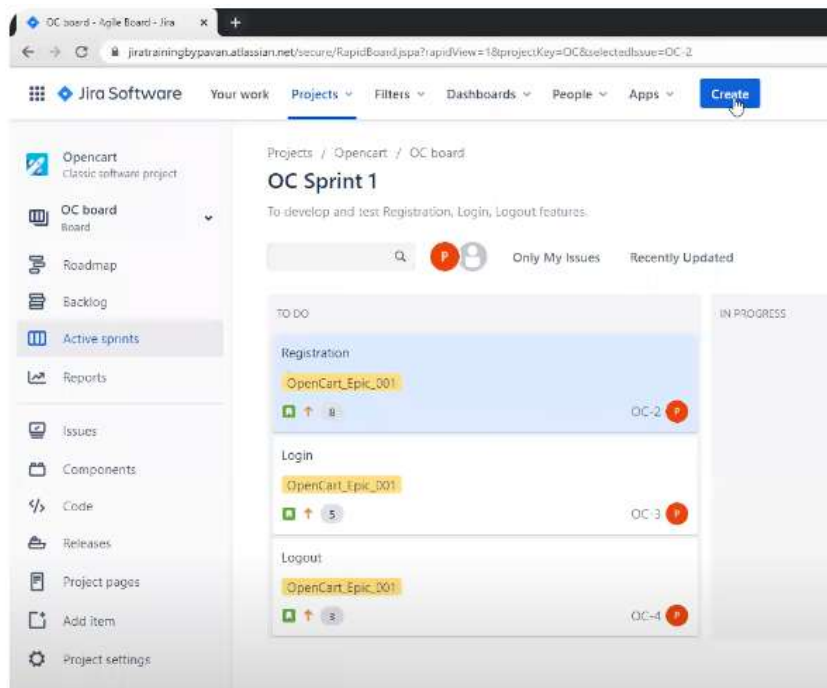 OC board - Agile Board - Jira
jiratrainingbypavan.atlassian.net/secure/RapidBoard.jspa?rapidView=1&projectKey=OC&selectedIssue=OC-2
Jira Software Your work Projects Filters Dashboards People Apps Create
Opencart
Classic software project
OC board
Board
Roadmap
Backlog
Active sprints
Reports
Issues
Components
Code
Releases
Project pages
Add item
Project settings
Projects / Opencart / OC board
OC Sprint 1
To develop and test Registration, Login, Logout features.
P Only My Issues Recently Updated
TO DO IN PROGRESS
Registration
OpenCart_Epic_001
8 OC-2 P
Login
OpenCart_Epic_001
5 OC-3 P
Logout
OpenCart_Epic_001
3 OC-4 P